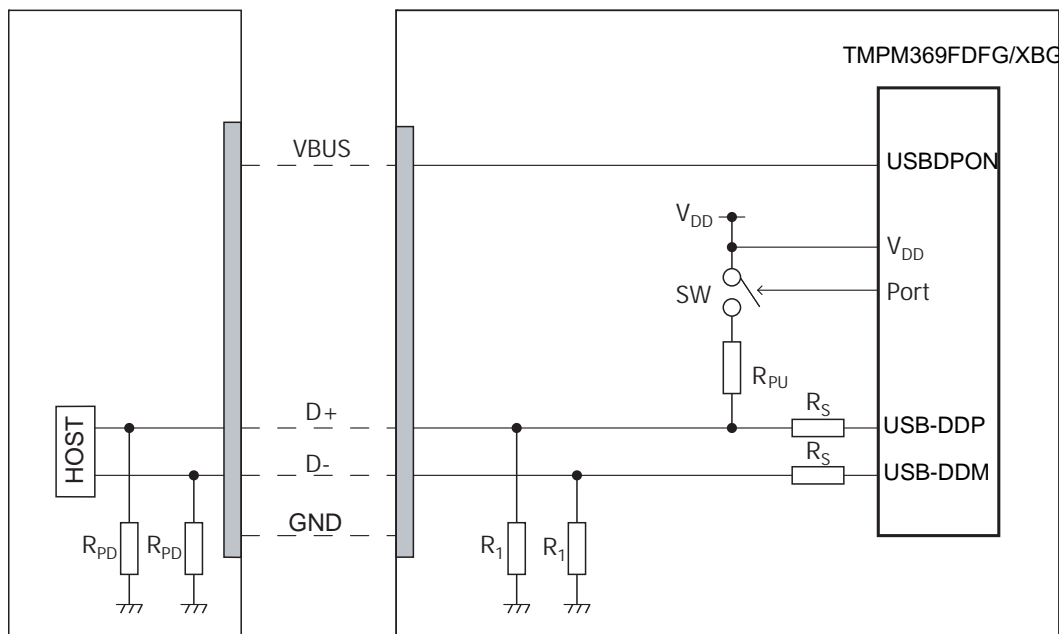 TMPM369FDFG/XBG
VBUS
USBDPON
VDD
VDD
SW
Port
RPU
HOST
D+
RS
USB-DDP
D-
RS
USB-DDM
GND
RPD
RPD
R1
R1